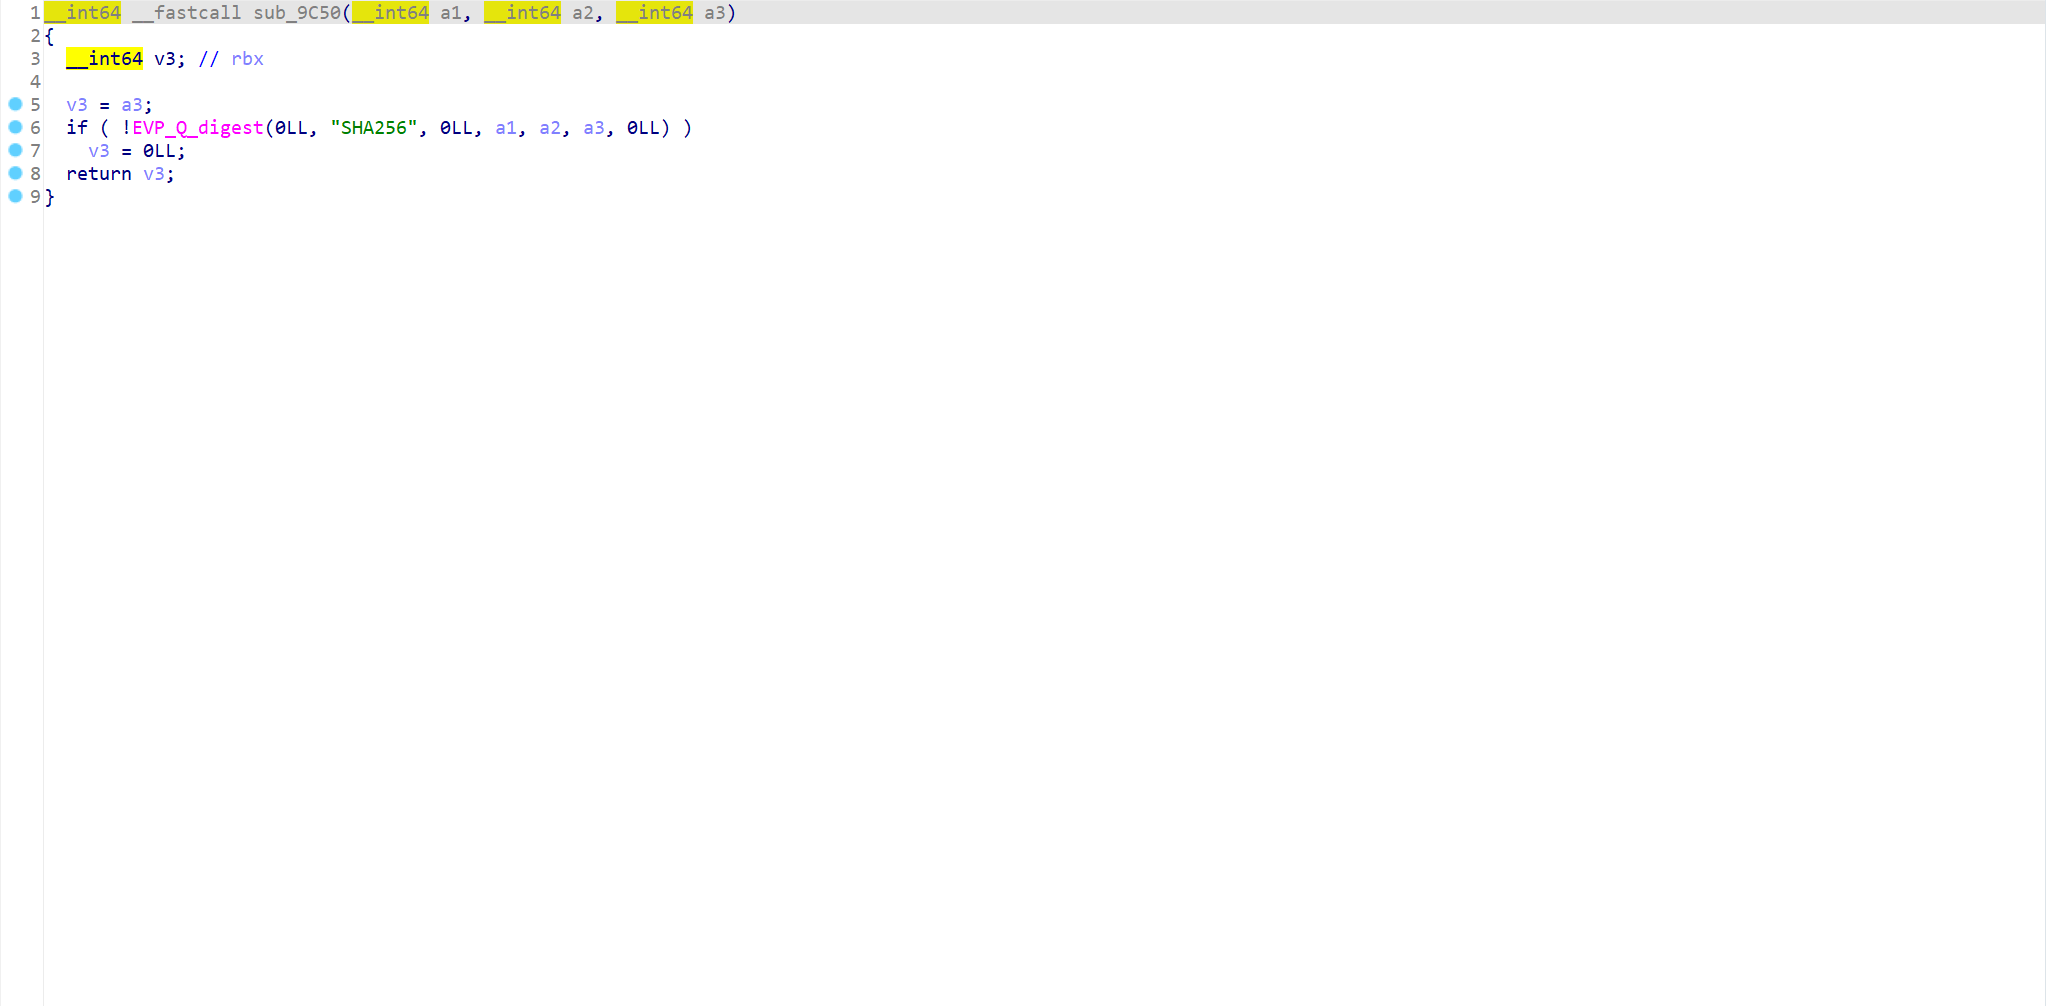 1 __int64 __fastcall sub_9C50(__int64 a1, __int64 a2, __int64 a3)
2 {
3   __int64 v3; // rbx
4
5   v3 = a3;
6   if ( !EVP_Q_digest(0LL, "SHA256", 0LL, a1, a2, a3, 0LL) )
7     v3 = 0LL;
8   return v3;
9 }